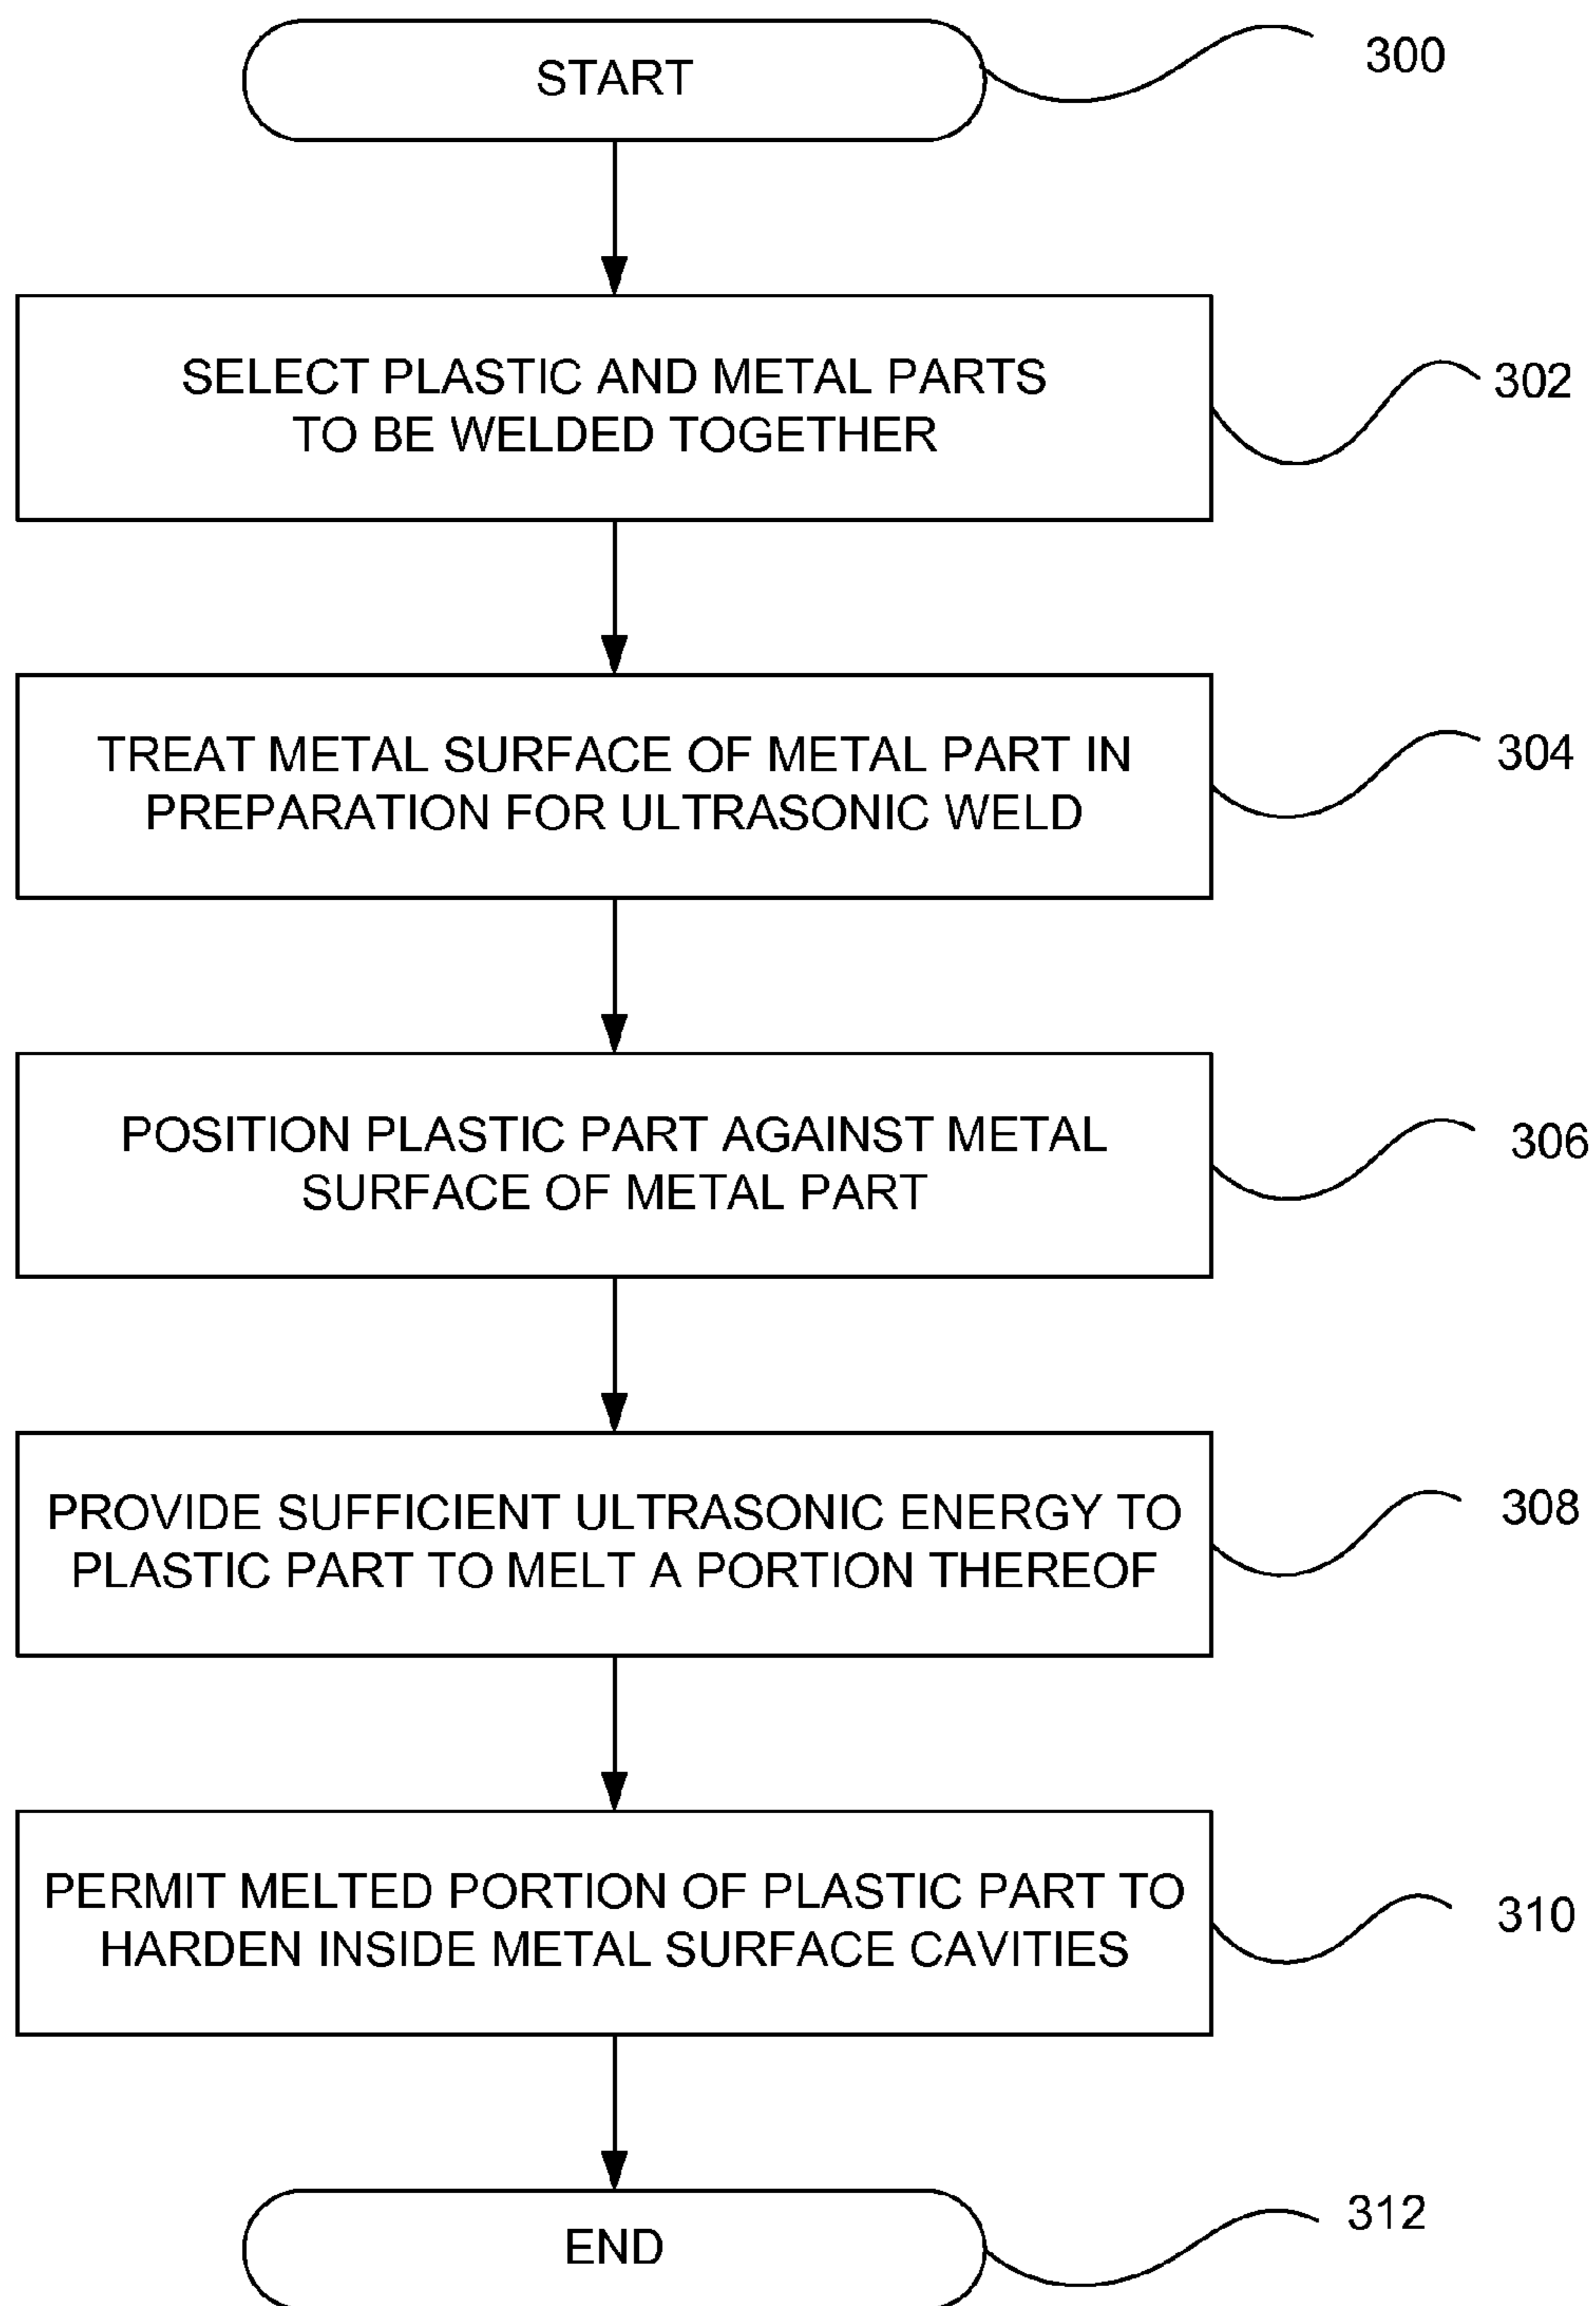 START
300
SELECT PLASTIC AND METAL PARTS
TO BE WELDED TOGETHER
302
TREAT METAL SURFACE OF METAL PART IN
PREPARATION FOR ULTRASONIC WELD
304
POSITION PLASTIC PART AGAINST METAL
SURFACE OF METAL PART
306
PROVIDE SUFFICIENT ULTRASONIC ENERGY TO
PLASTIC PART TO MELT A PORTION THEREOF
308
PERMIT MELTED PORTION OF PLASTIC PART TO
HARDEN INSIDE METAL SURFACE CAVITIES
310
END
312